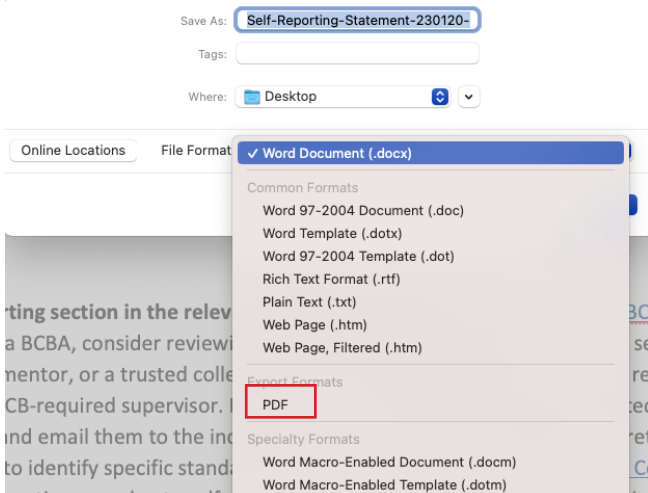 Save As: Self-Reporting-Statement-230120-
Tags:
Where: Desktop
Online Locations File Format ✓ Word Document (.docx)
Common Formats
Word 97-2004 Document (.doc)
Word Template (.dotx)
Word 97-2004 Template (.dot)
Rich Text Format (.rtf)
Plain Text (.txt)
Web Page (.htm)
Web Page, Filtered (.htm)
Export Formats
PDF
Specialty Formats
Word Macro-Enabled Document (.docm)
Word Macro-Enabled Template (.dotm)
rting section in the relev
a BCBA, consider reviewi
mentor, or a trusted colle
CB-required supervisor.
and email them to the
to identify specific